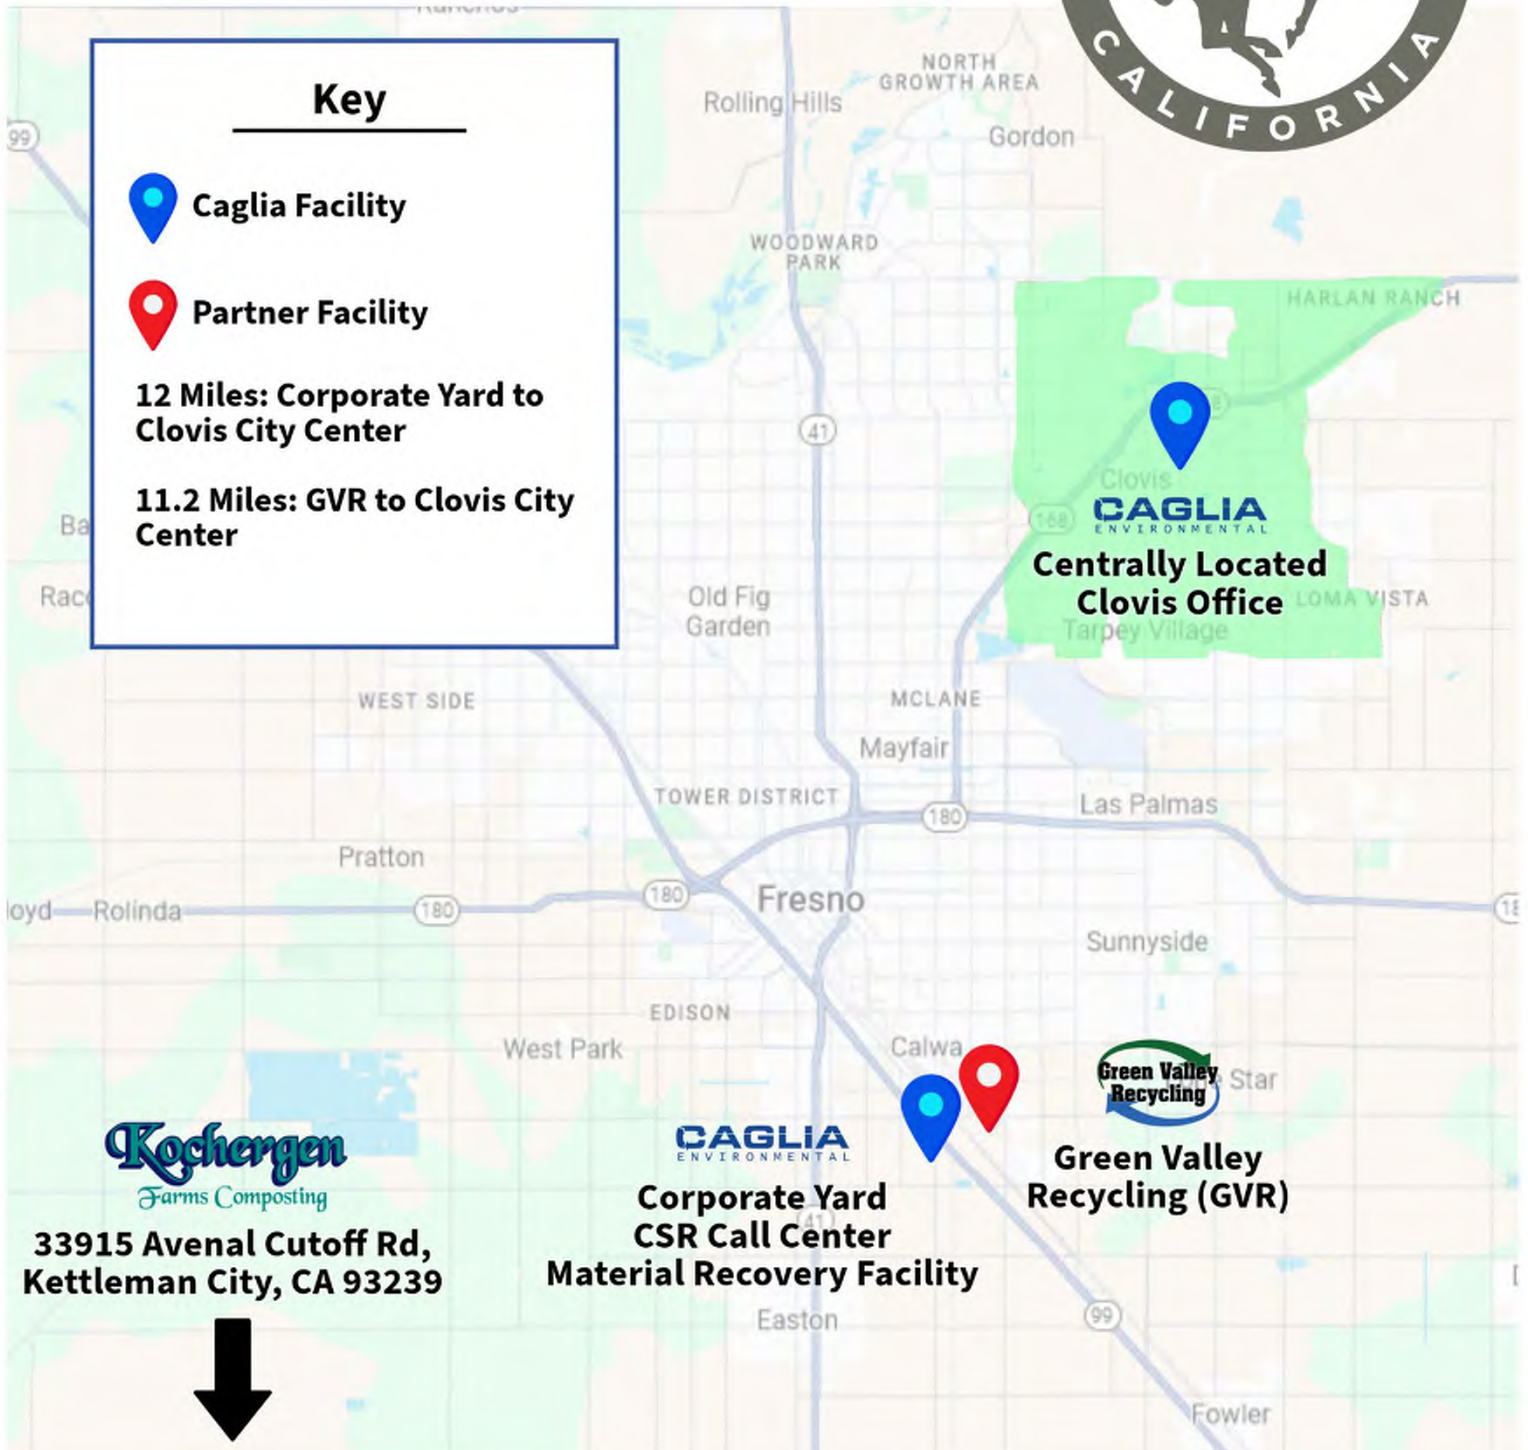 Ranchos
CALIFORNIA
NORTH
GROWTH AREA
Rolling Hills
Gordon
99
Key
Caglia Facility
Partner Facility
12 Miles: Corporate Yard to
Clovis City Center
11.2 Miles: GVR to Clovis City
Center
WOODWARD
PARK
HARLAN RANCH
41
Clovis
168
CAGLIA
ENVIRONMENTAL
Centrally Located
Clovis Office
LOMA VISTA
Tarpey Village
Old Fig
Garden
WEST SIDE
MCLANE
Mayfair
TOWER DISTRICT
180
Las Palmas
Pratton
180
Fresno
Rolinda
180
Sunnyside
EDISON
West Park
Calwa
Green Valley
Recycling
Star
Green Valley
Recycling (GVR)
CAGLIA
ENVIRONMENTAL
Corporate Yard
CSR Call Center
Material Recovery Facility
41
Kochergen
Farms Composting
33915 Avenal Cutoff Rd,
Kettleman City, CA 93239
Easton
99
Fowler